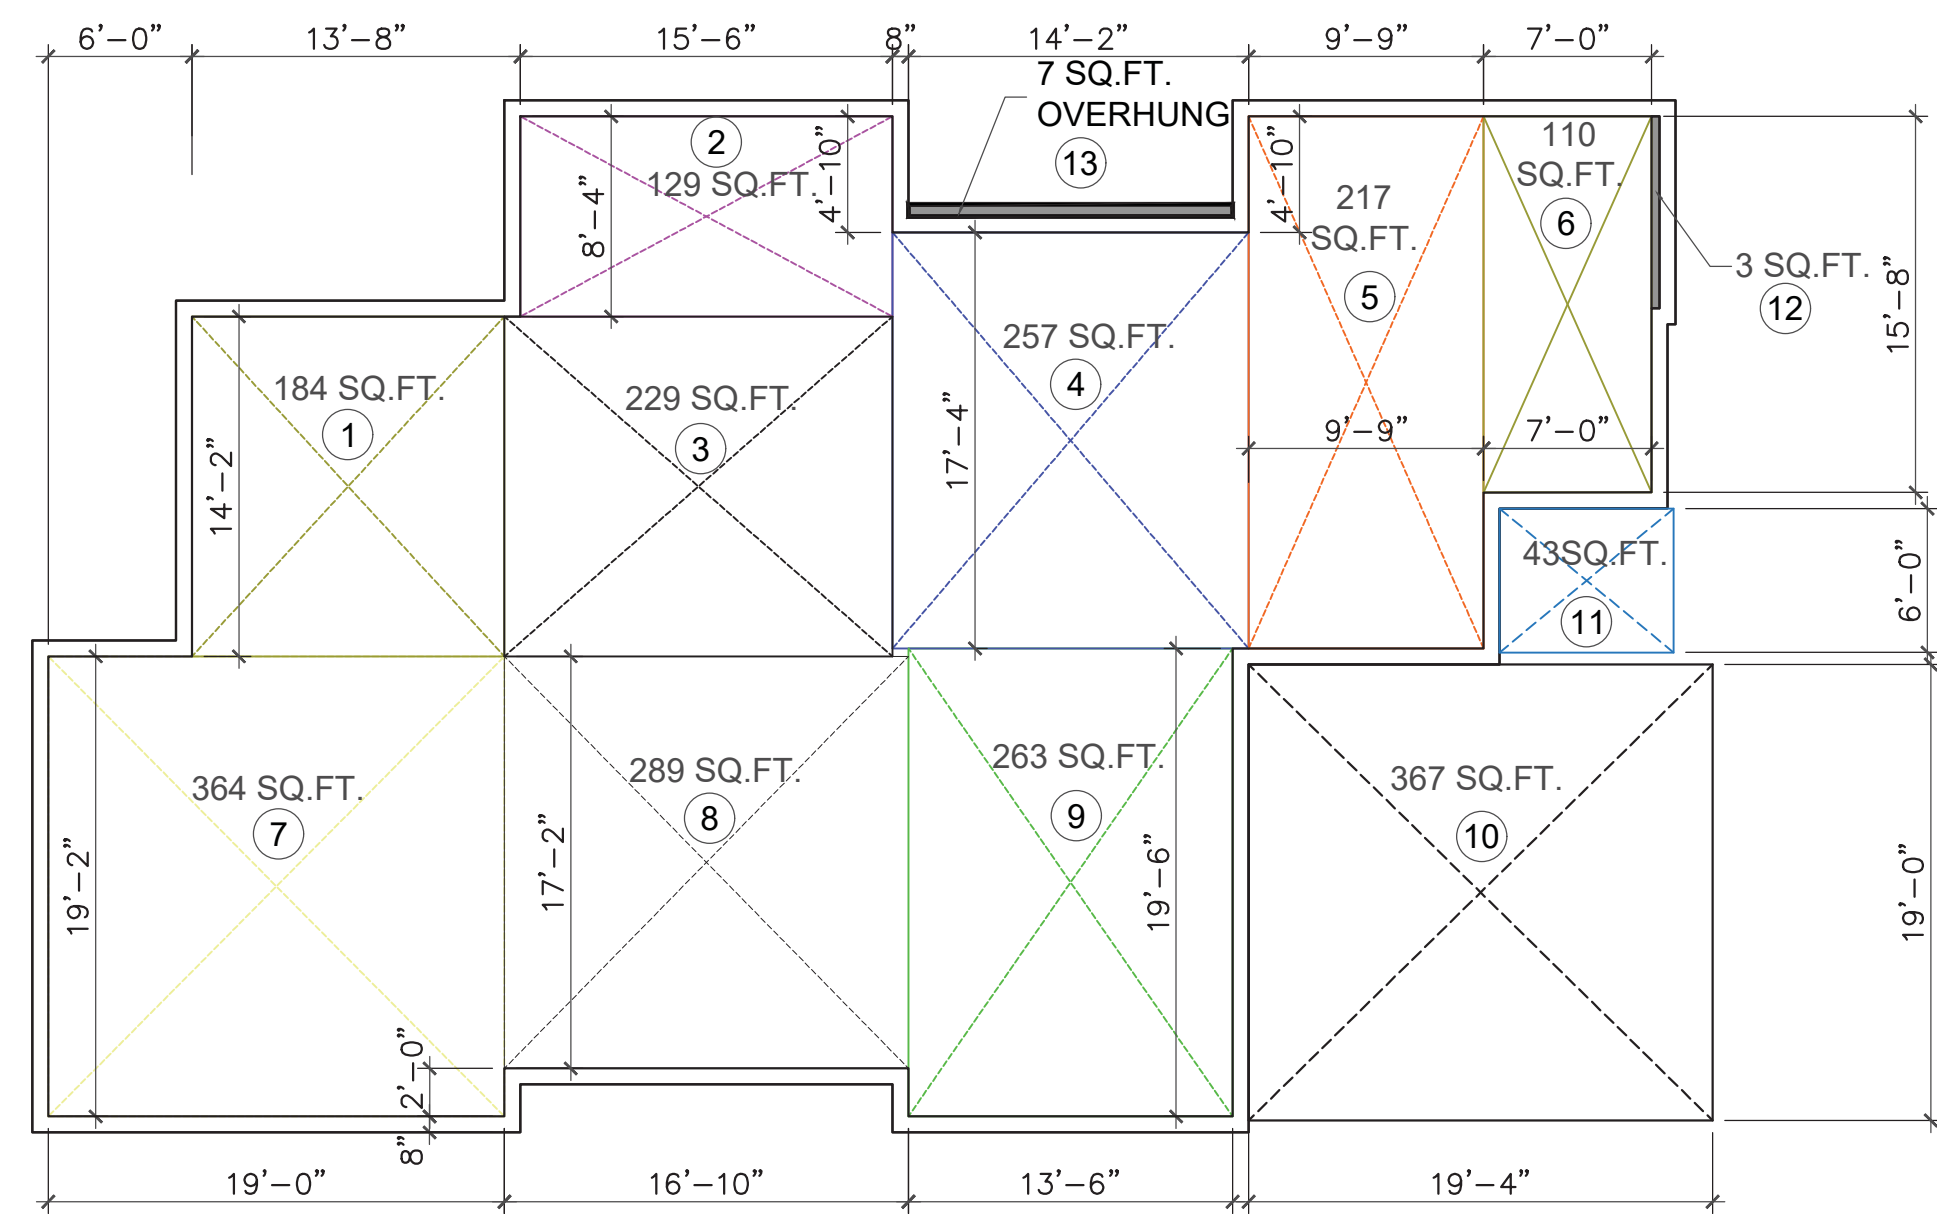 6’–0”
13’–8”
15’–6”
8”
14’–2”
9’–9”
7’–0”
7 SQ.FT.
OVERHUNG
13
2
129 SQ.FT.
8’–4”
4’–10”
4’–10”
217
SQ.FT.
5
110
SQ.FT.
6
3 SQ.FT.
12
15’–8”
184 SQ.FT.
1
14’–2”
229 SQ.FT.
3
257 SQ.FT.
4
17’–4”
9’–9”
7’–0”
43SQ.FT.
11
6’–0”
364 SQ.FT.
7
19’–2”
289 SQ.FT.
8
17’–2”
263 SQ.FT.
9
19’–6”
367 SQ.FT.
10
19’–0”
2’–0”
8”
19’–0”
16’–10”
13’–6”
19’–4”